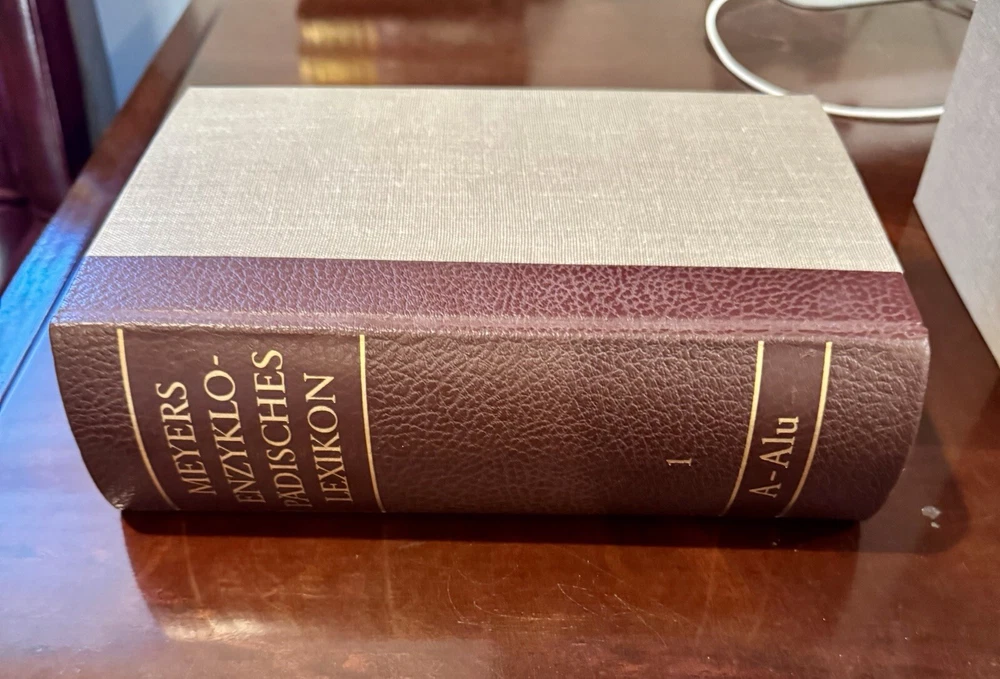 MEYERS
ENZYKLO-
PÄDISCHES
LEXIKON
1
A-Alu